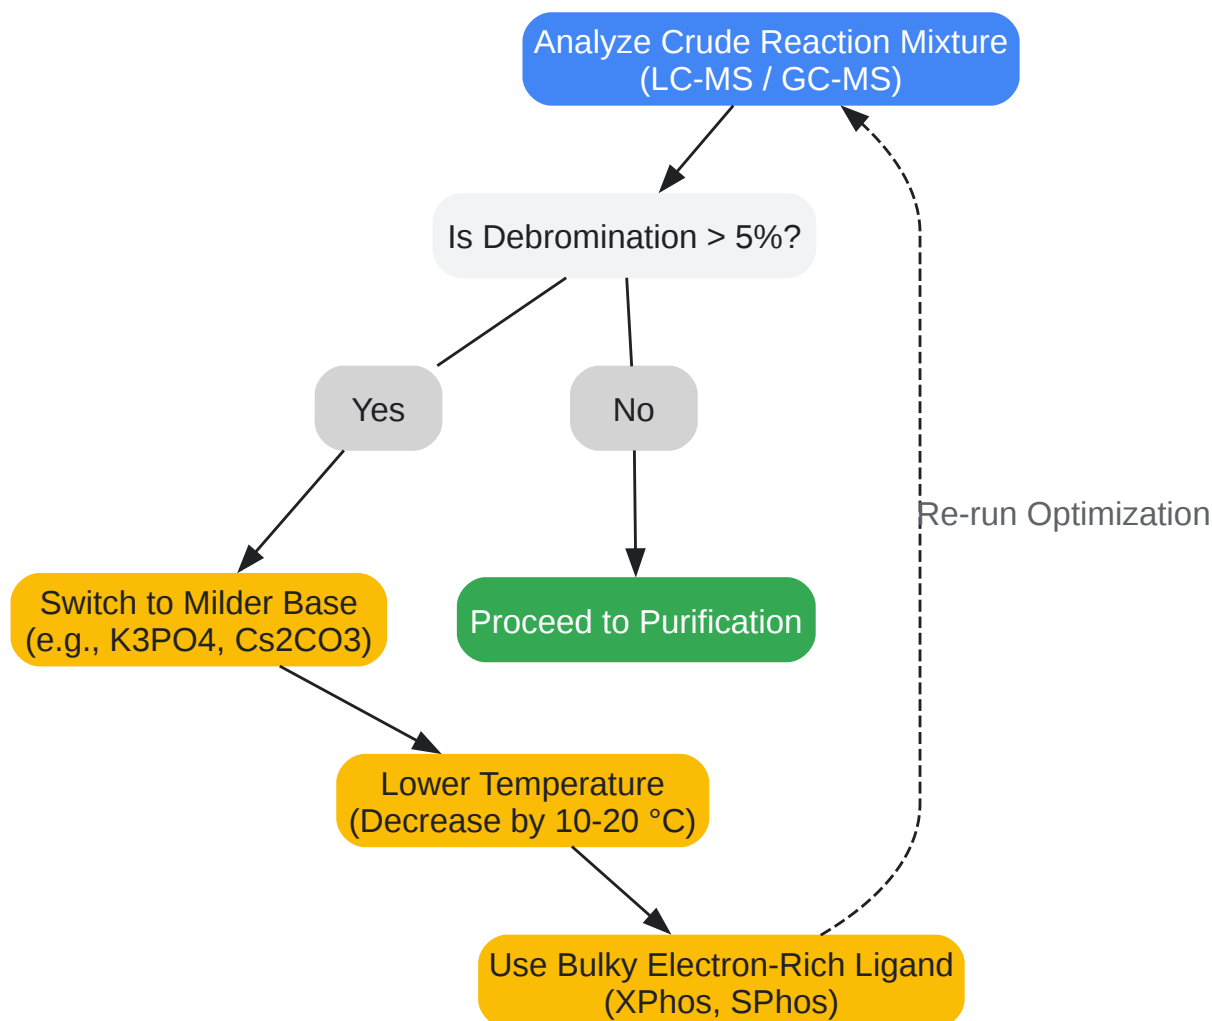 Analyze Crude Reaction Mixture
(LC-MS / GC-MS)
Is Debromination > 5%?
Yes
No
Re-run Optimization
Switch to Milder Base
(e.g., K3PO4, Cs2CO3)
Proceed to Purification
Lower Temperature
(Decrease by 10-20 °C)
Use Bulky Electron-Rich Ligand
(XPhos, SPhos)